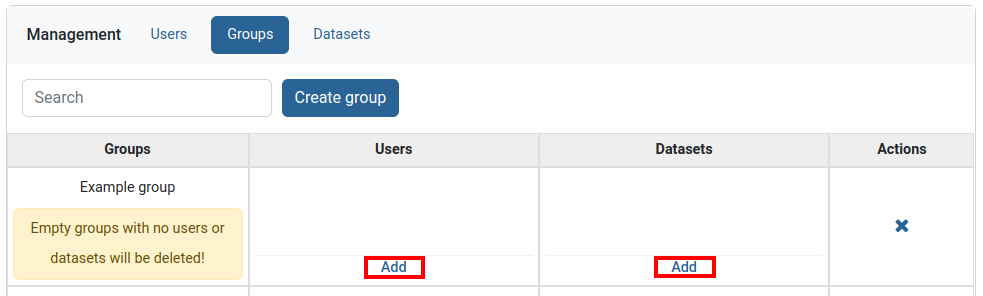 Management Users Groups Datasets
Search Create group
Groups Users Datasets Actions
Example group
Empty groups with no users or
datasets will be deleted!
Add Add